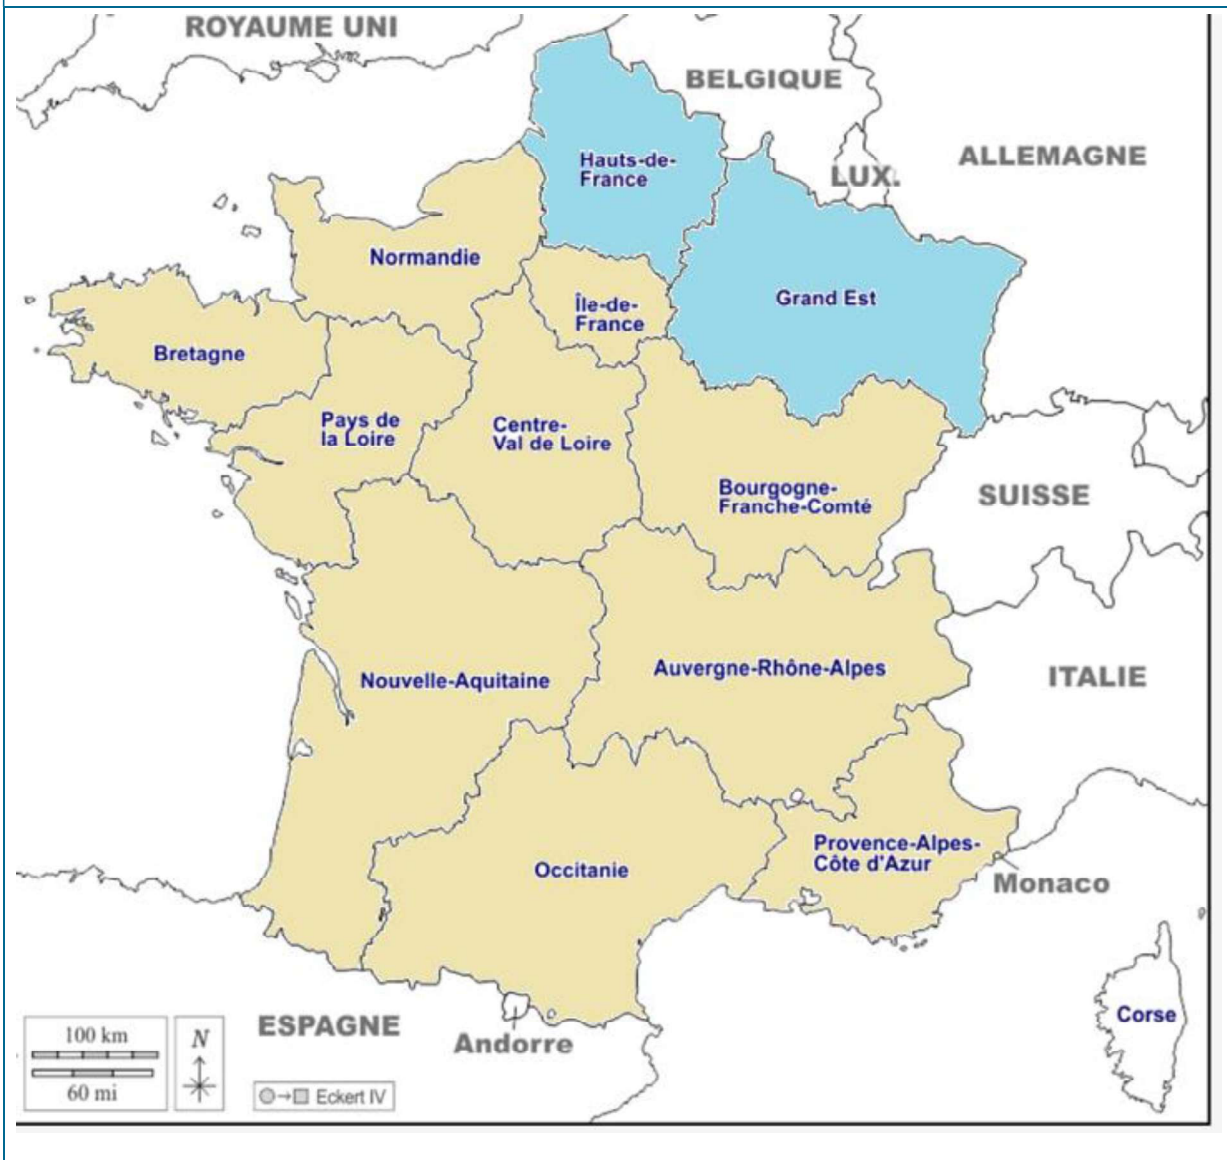 ROYAUME UNI
BELGIQUE
Hauts-de-
France
LUX.
ALLEMAGNE
Normandie
Île-de-
France
Grand Est
Bretagne
Pays de
la Loire
Centre-
Val de Loire
Bourgogne-
Franche-Comté
SUISSE
Nouvelle-Aquitaine
Auvergne-Rhône-Alpes
ITALIE
Occitanie
Provence-Alpes-
Côte d'Azur
Monaco
Corse
ESPAGNE
Andorre
100 km
60 mi
N
Eckert IV